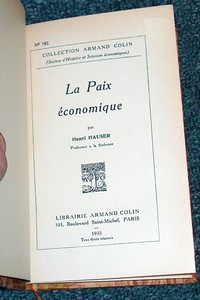 Nº 182
COLLECTION ARMAND COLIN
(Section d'Histoire et Sciences économiques)
La Paix
économique
par
Henri HAUSER
Professeur à la Sorbonne
LIBRAIRIE ARMAND COLIN
103, Boulevard Saint-Michel, PARIS
1935
Tous droits réservés